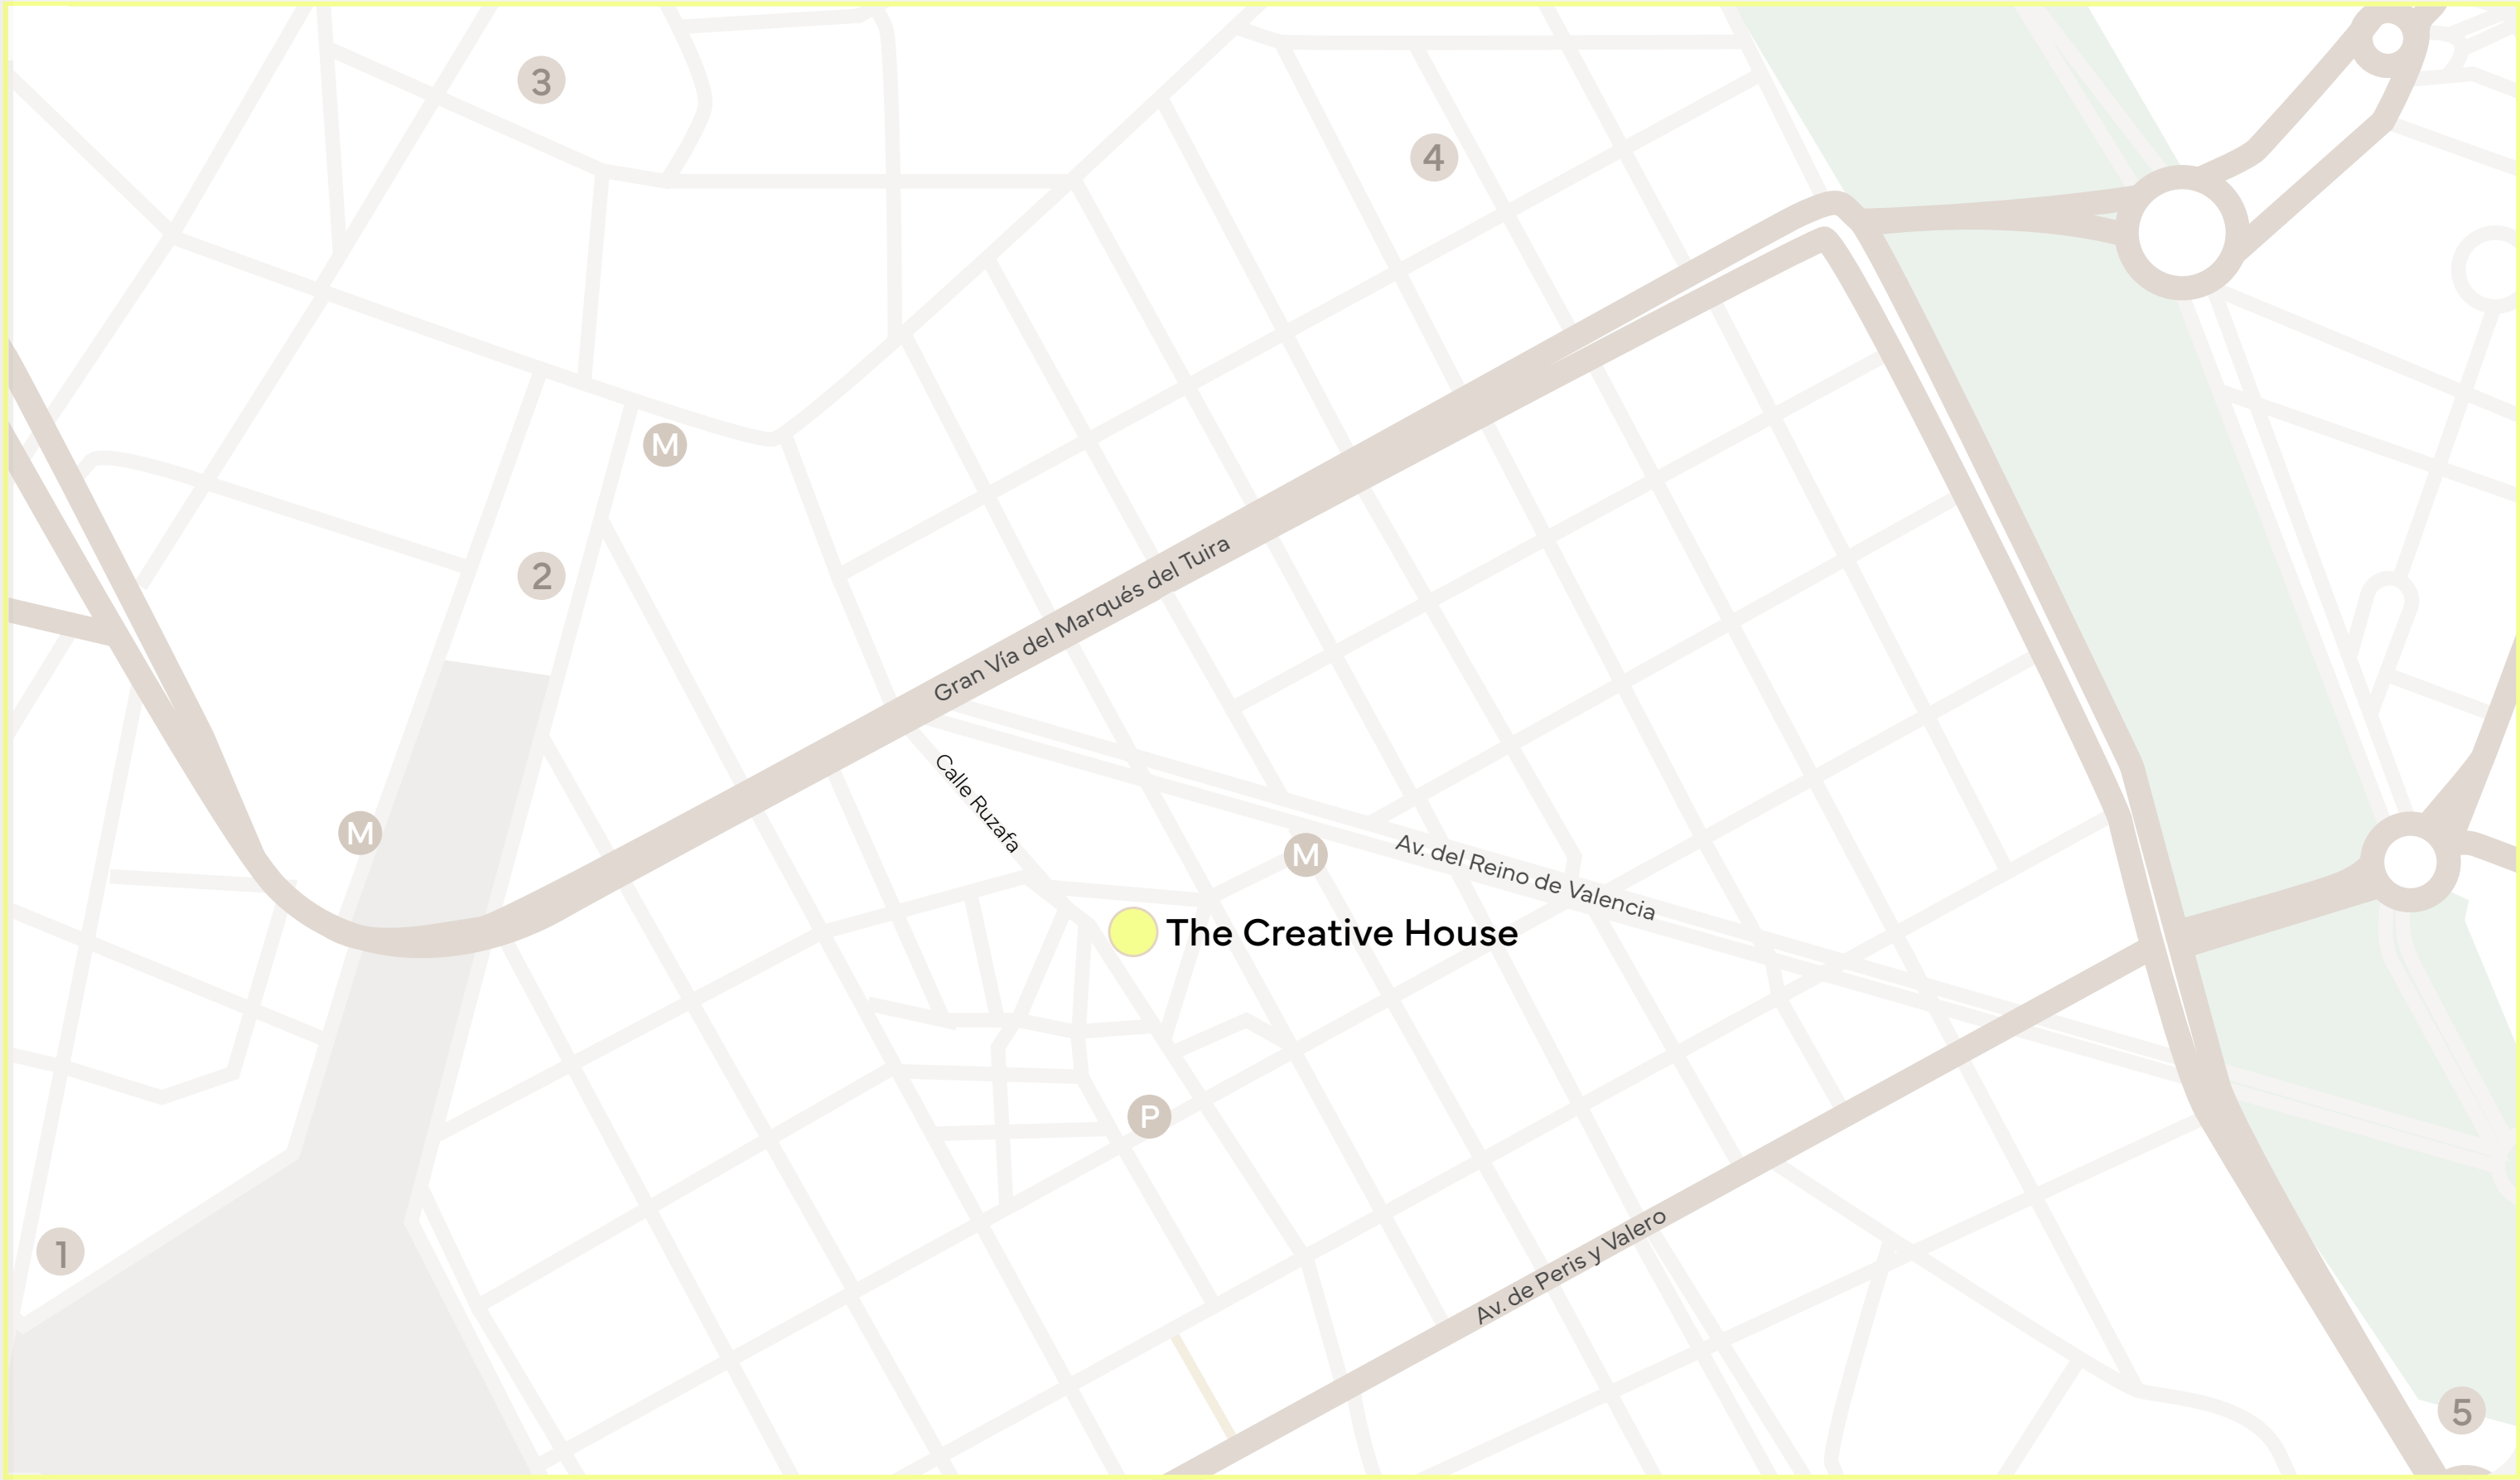 3
4
M
2
Gran Vía del Marqués del Tuira
Calle Ruzafa
M
M
Av. del Reino de Valencia
The Creative House
P
1
Av. de Peris y Valero
5